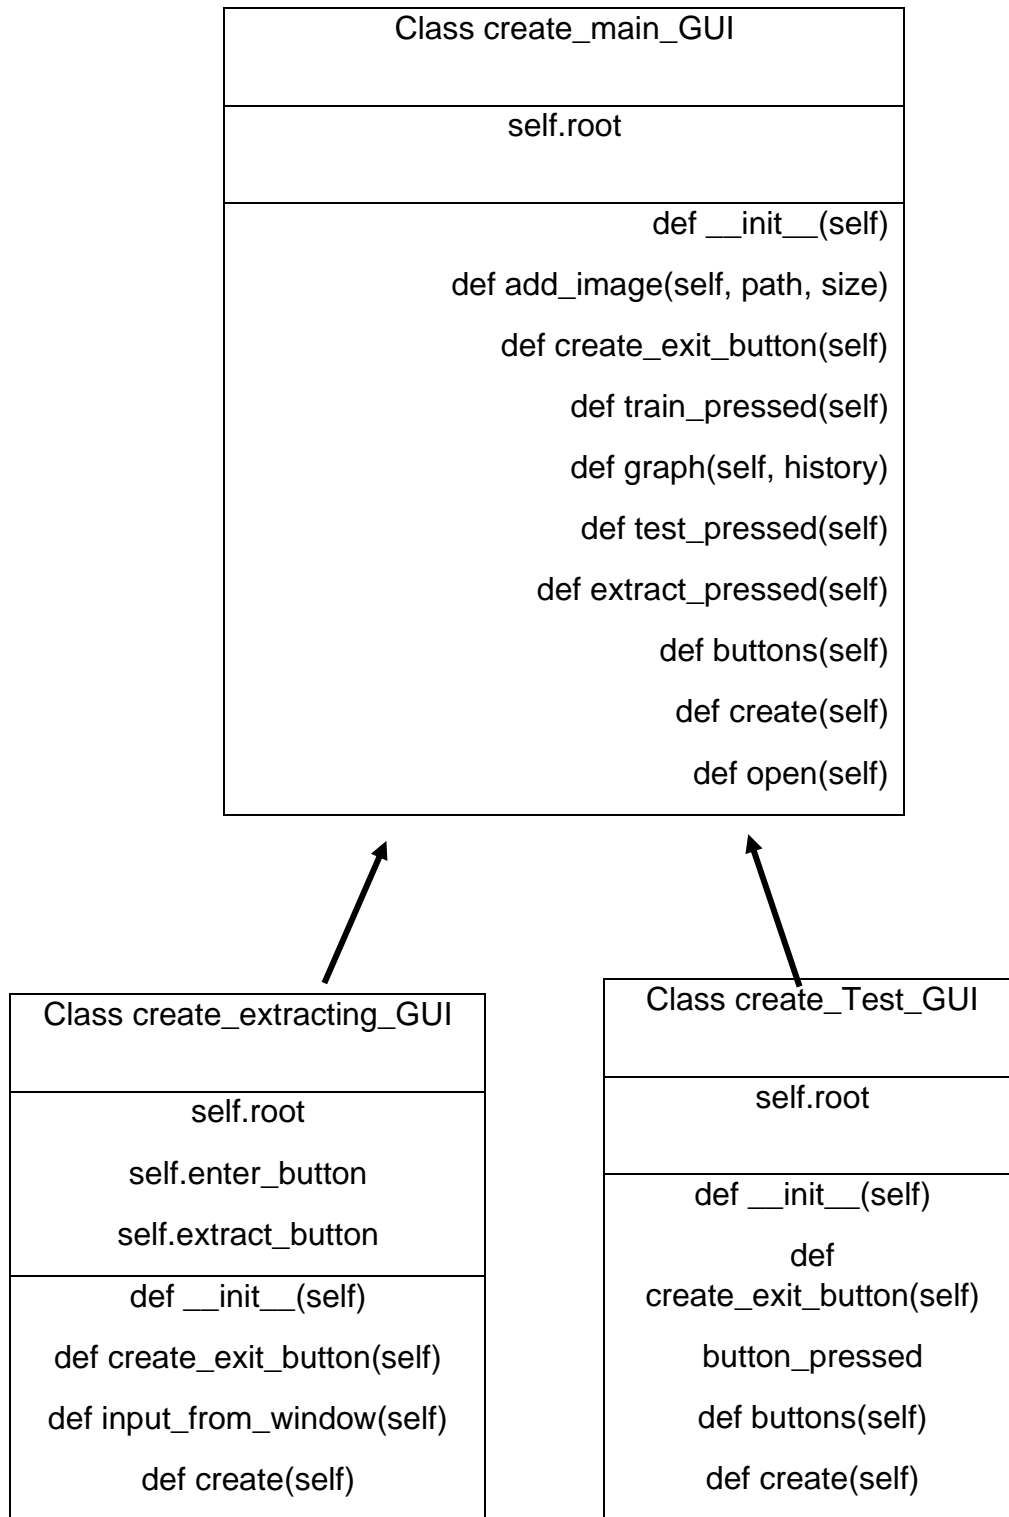 Class create_main_GUI
self.root
def __init__(self)
def add_image(self, path, size)
def create_exit_button(self)
def train_pressed(self)
def graph(self, history)
def test_pressed(self)
def extract_pressed(self)
def buttons(self)
def create(self)
def open(self)
Class create_extracting_GUI
self.root
self.enter_button
self.extract_button
def __init__(self)
def create_exit_button(self)
def input_from_window(self)
def create(self)
Class create_Test_GUI
self.root
def __init__(self)
def
create_exit_button(self)
button_pressed
def buttons(self)
def create(self)